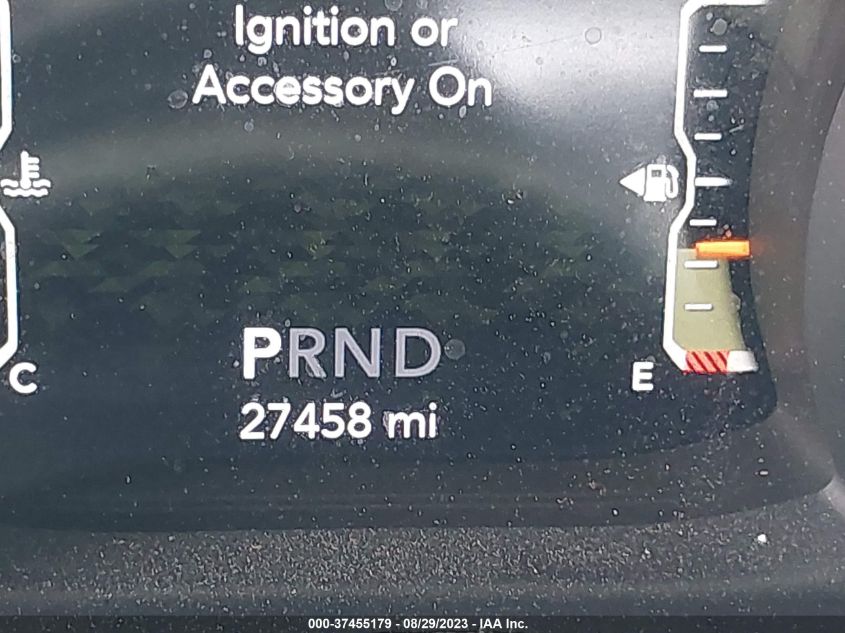 Ignition or
Accessory On
PRND
C
E
27458 mi
000-37455179 - 08/29/2023 - IAA Inc.